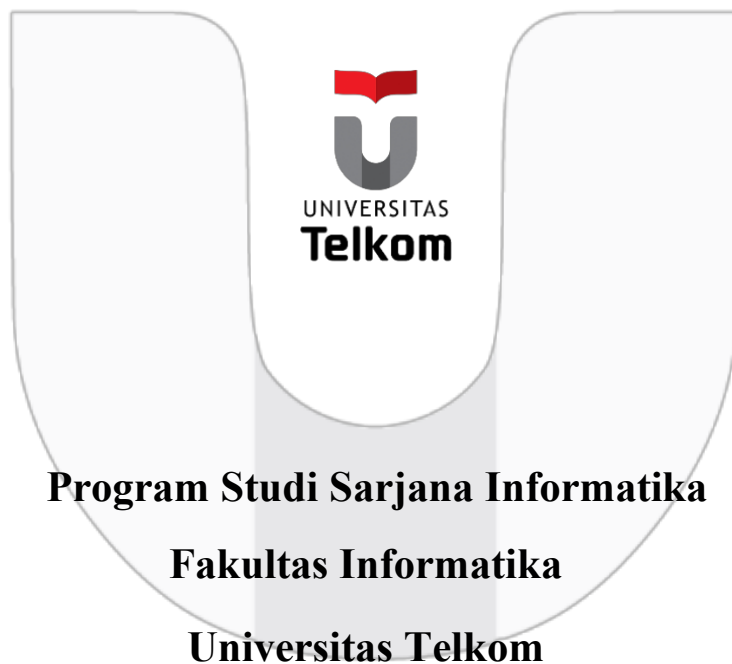 UNIVERSITAS
Telkom
Program Studi Sarjana Informatika
Fakultas Informatika
Universitas Telkom